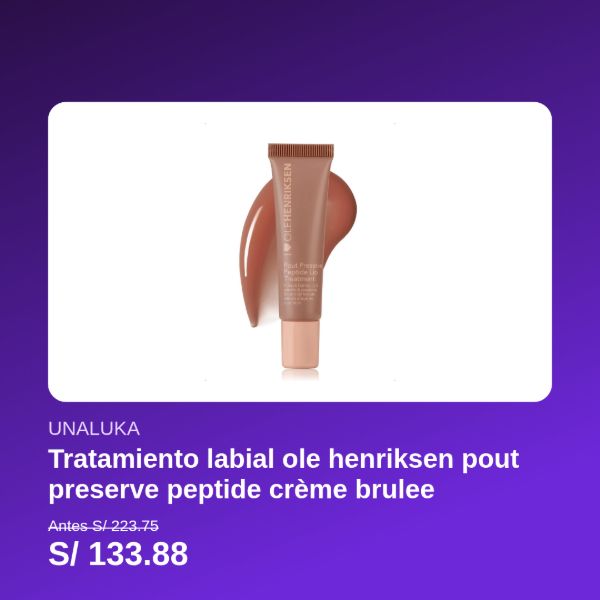 I ♥ OLEHENRIKSEN
Pout Preserve
Peptide Lip
Treatment
UNALUKA
Tratamiento labial ole henriksen pout
preserve peptide crème brulee
Antes S/ 223.75
S/ 133.88